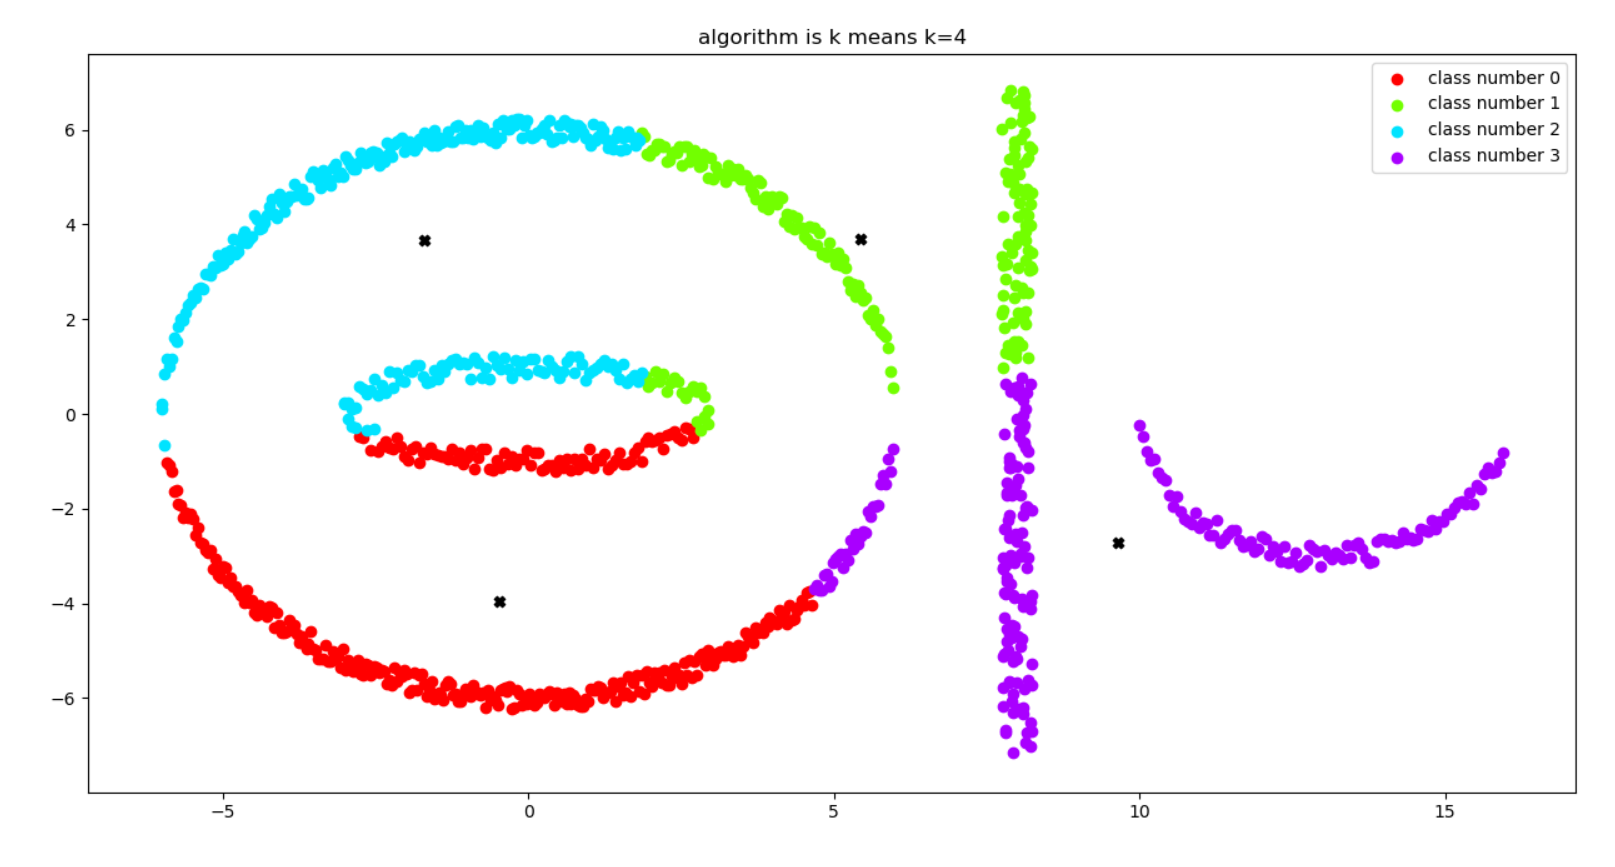 algorithm is k means k=4
class number 0
class number 1
class number 2
class number 3
6
4
2
0
−2
−4
−6
−5
0
5
10
15